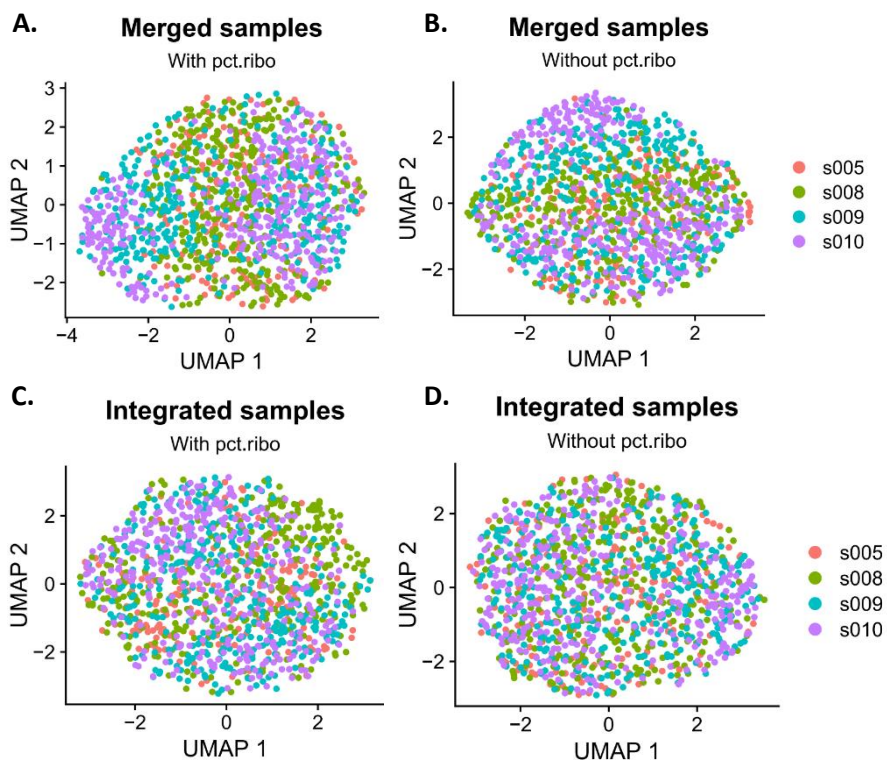 A.
Merged samples
With pct.ribo
3
2
1
0
−1
−2
UMAP 2
−4
−2
0
2
UMAP 1
B.
Merged samples
Without pct.ribo
2
0
−2
UMAP 2
−2
0
2
UMAP 1
s005
s008
s009
s010
C.
Integrated samples
With pct.ribo
2
0
−2
UMAP 2
−2
0
2
UMAP 1
D.
Integrated samples
Without pct.ribo
2
0
−2
UMAP 2
−2
0
2
UMAP 1
s005
s008
s009
s010